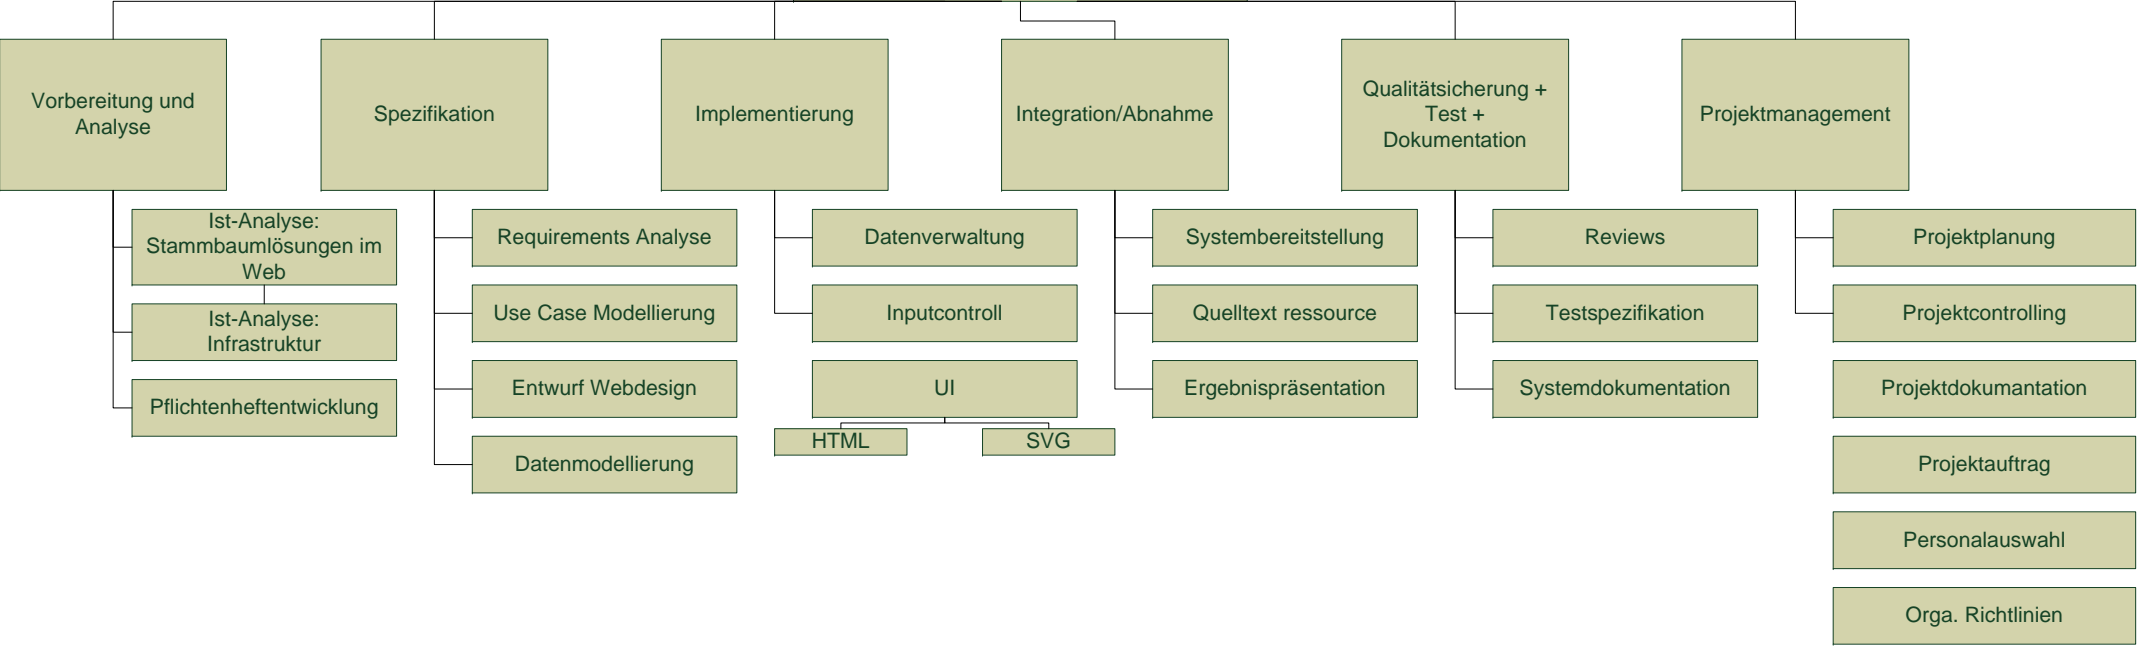 Vorbereitung und
Analyse
Spezifikation
Implementierung
Integration/Abnahme
Qualitätsicherung +
Test +
Dokumentation
Projektmanagement
Ist-Analyse:
Stammbaumlösungen im
Web
Ist-Analyse:
Infrastruktur
Pflichtenheftentwicklung
Requirements Analyse
Use Case Modellierung
Entwurf Webdesign
Datenmodellierung
Datenverwaltung
Inputcontroll
UI
HTML
SVG
Systembereitstellung
Quelltext ressource
Ergebnispräsentation
Reviews
Testspezifikation
Systemdokumentation
Projektplanung
Projektcontrolling
Projektdokumantation
Projektauftrag
Personalauswahl
Orga. Richtlinien